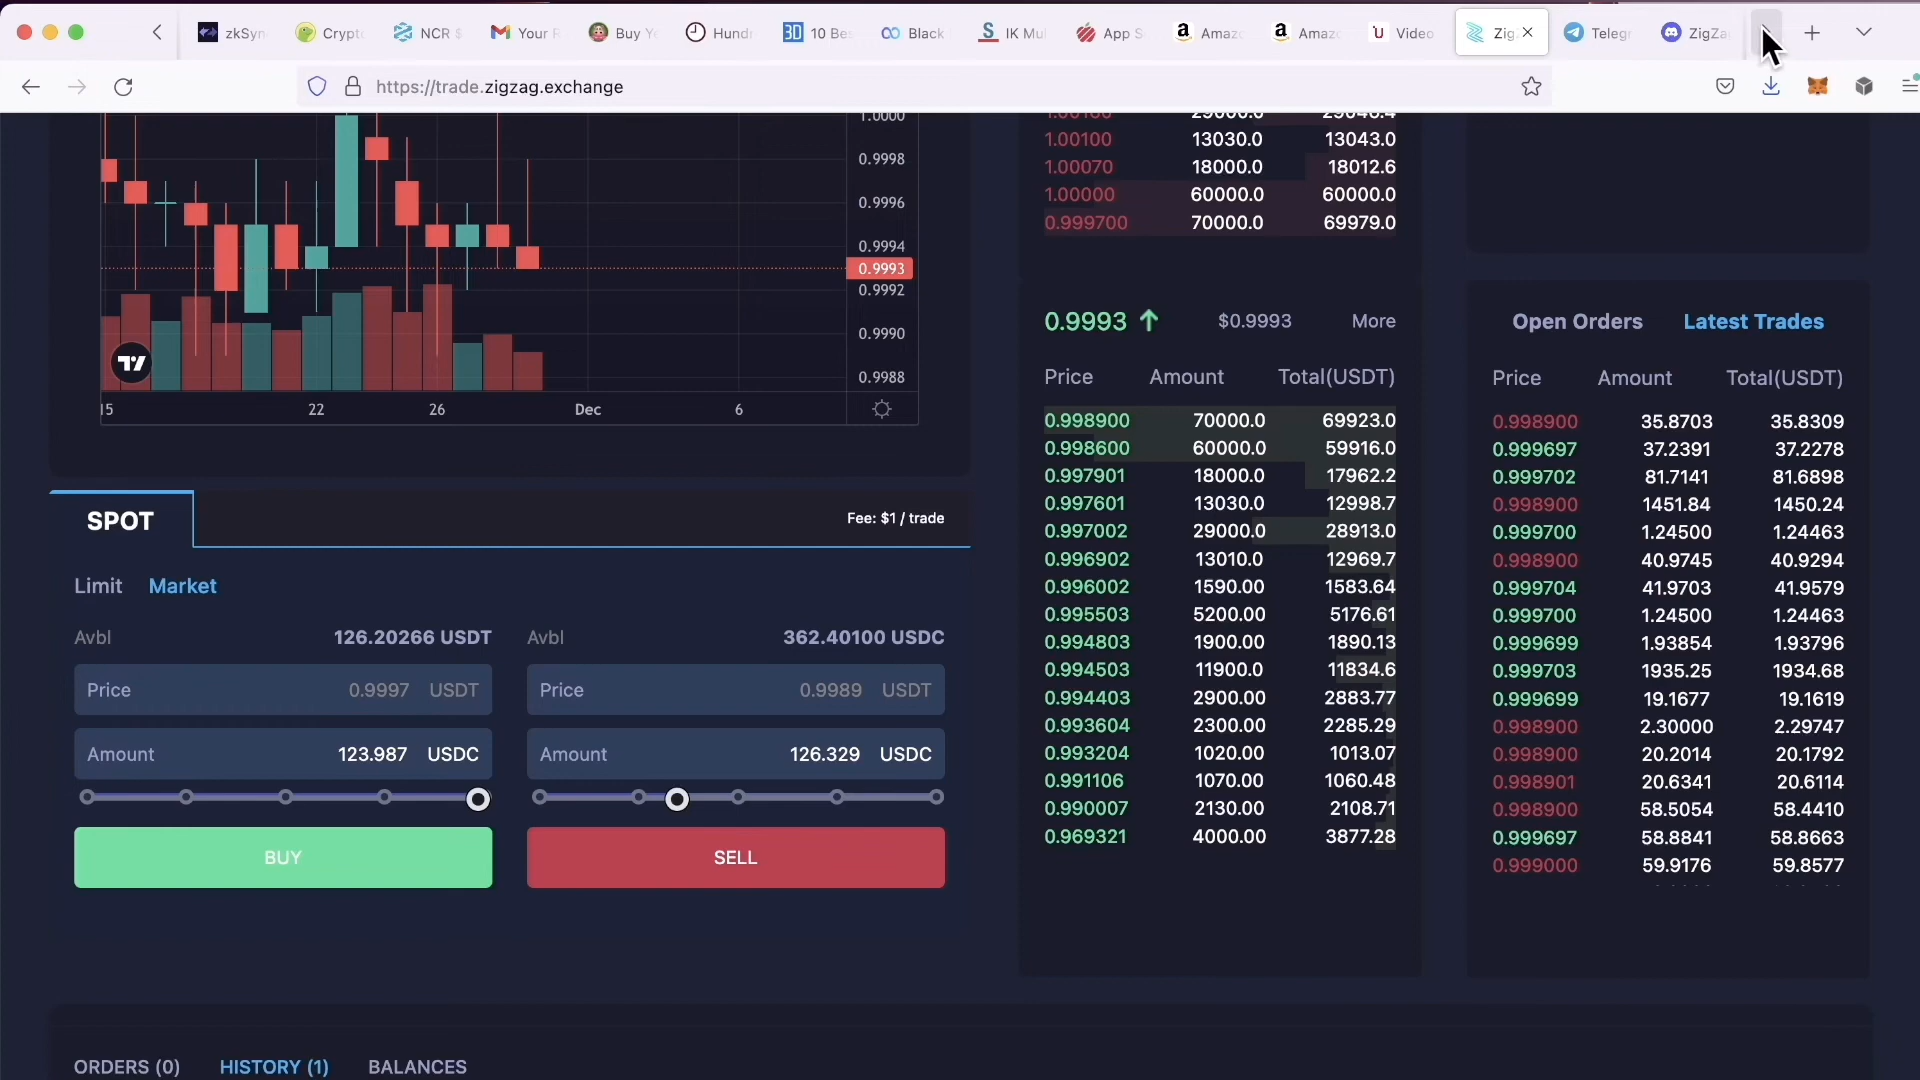 zkSyn
Crypt
NCR $
Your
Buy Y
Hund
3D 10 Be
Black
S IK Mu
App S
a Amaz
a Amaz
U Video
Zig
Teleg
ZigZa
https://trade.zigzag.exchange
1.0000
0.9998
0.9996
0.9994
0.9993
0.9992
0.9990
0.9988
15 22 26 Dec 6
SPOT
Fee: $1 / trade
Limit Market
Avbl 126.20266 USDT
Price 0.9997 USDT
Amount 123.987 USDC
BUY
Avbl 362.40100 USDC
Price 0.9989 USDT
Amount 126.329 USDC
SELL
1.00100 13030.0 13043.0
1.00070 18000.0 18012.6
1.00000 60000.0 60000.0
0.999700 70000.0 69979.0
0.9993 $0.9993 More
Price Amount Total(USDT)
0.998900 70000.0 69923.0
0.998600 60000.0 59916.0
0.997901 18000.0 17962.2
0.997601 13030.0 12998.7
0.997002 29000.0 28913.0
0.996902 13010.0 12969.7
0.996002 1590.00 1583.64
0.995503 5200.00 5176.61
0.994803 1900.00 1890.13
0.994503 11900.0 11834.6
0.994403 2900.00 2883.77
0.993604 2300.00 2285.29
0.993204 1020.00 1013.07
0.991106 1070.00 1060.48
0.990007 2130.00 2108.71
0.969321 4000.00 3877.28
Open Orders Latest Trades
Price Amount Total(USDT)
0.998900 35.8703 35.8309
0.999697 37.2391 37.2278
0.999702 81.7141 81.6898
0.998900 1451.84 1450.24
0.999700 1.24500 1.24463
0.998900 40.9745 40.9294
0.999704 41.9703 41.9579
0.999700 1.24500 1.24463
0.999699 1.93854 1.93796
0.999703 1935.25 1934.68
0.999699 19.1677 19.1619
0.998900 2.30000 2.29747
0.998900 20.2014 20.1792
0.998901 20.6341 20.6114
0.998900 58.5054 58.4410
0.999697 58.8841 58.8663
0.999000 59.9176 59.8577
ORDERS (0) HISTORY (1) BALANCES